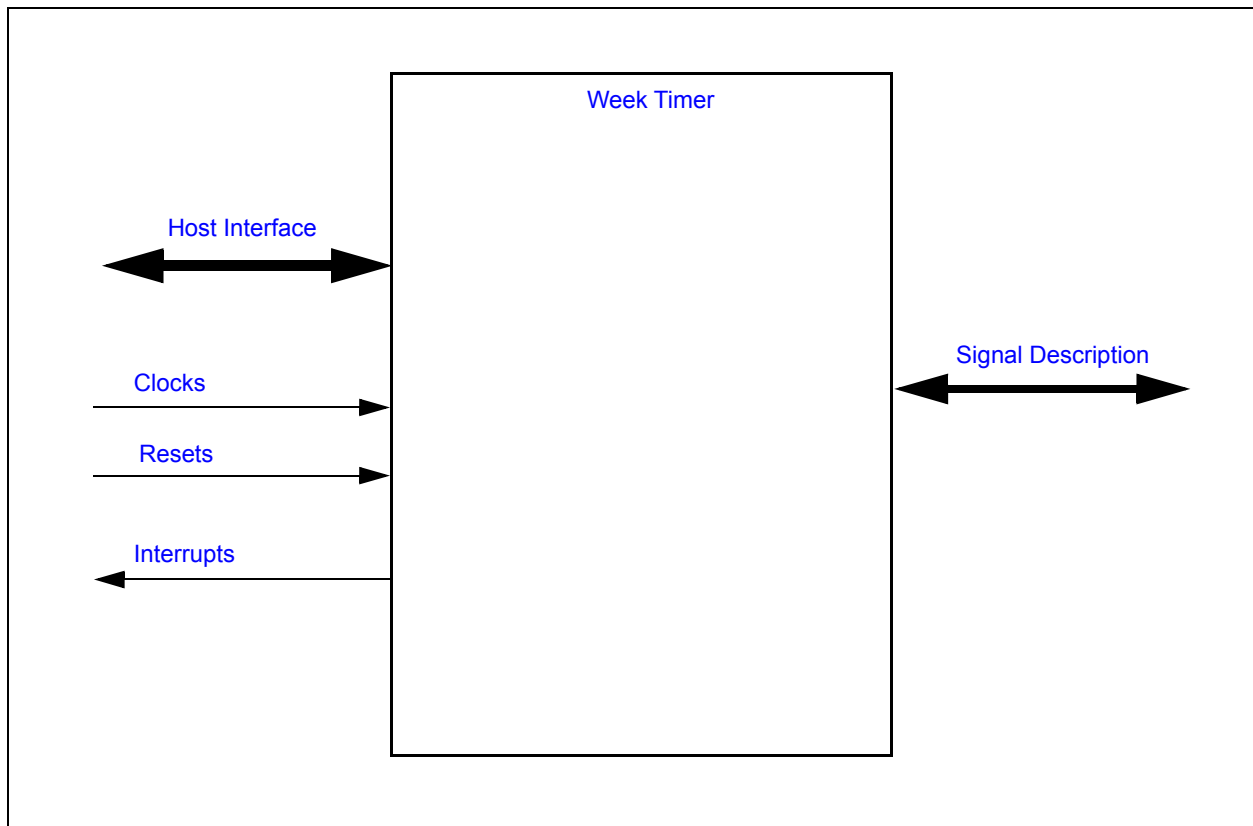 Week Timer
Host Interface
Signal Description
Clocks
Resets
Interrupts